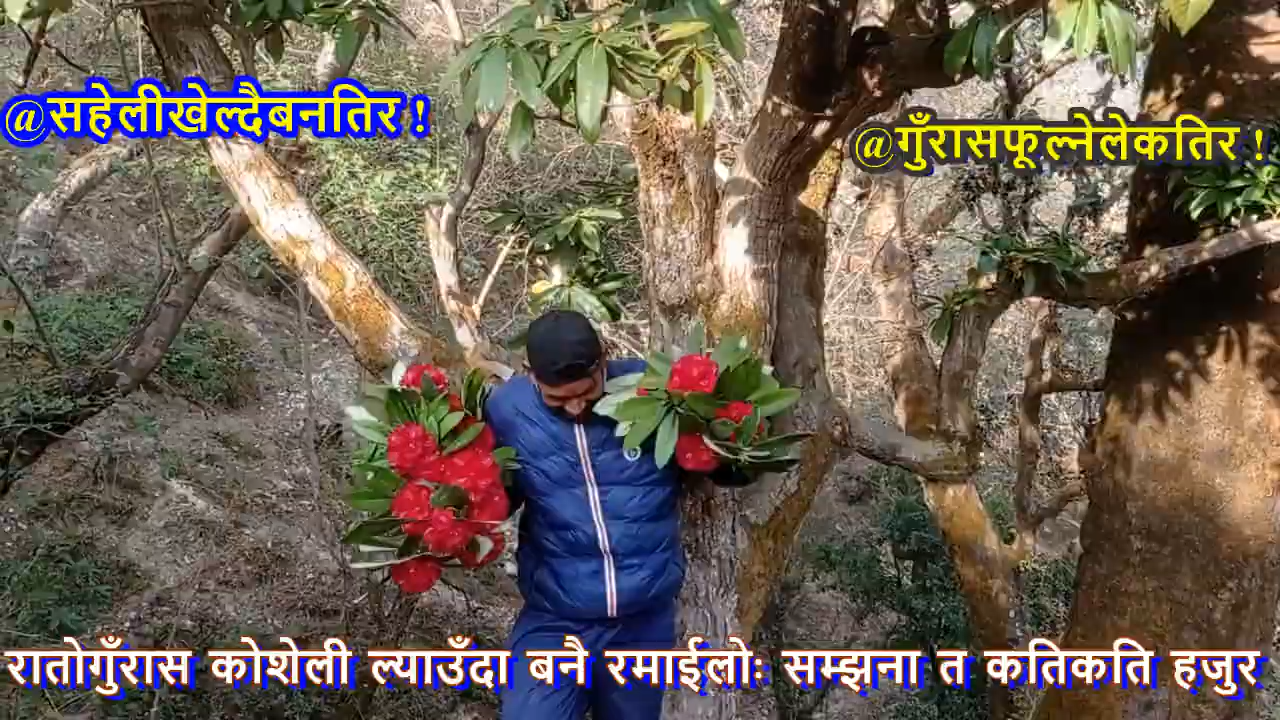 @सहेलीखेल्दैबनतिर !
@गुँरासफूल्नेलेकतिर !
रातोगुँरास कोशेली ल्याउँदा बनै रमाईलोः सम्झना त कतिकति हजुर